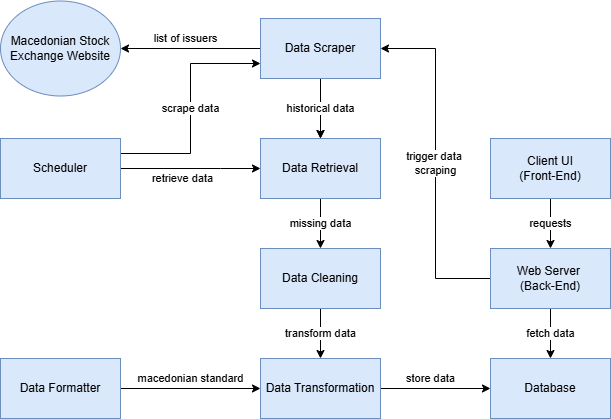 Macedonian Stock
Exchange Website
list of issuers
Data Scraper
scrape data
historical data
Scheduler
retrieve data
Data Retrieval
trigger data
scraping
Client UI
(Front-End)
missing data
requests
Data Cleaning
Web Server
(Back-End)
transform data
fetch data
Data Formatter
macedonian standard
Data Transformation
store data
Database